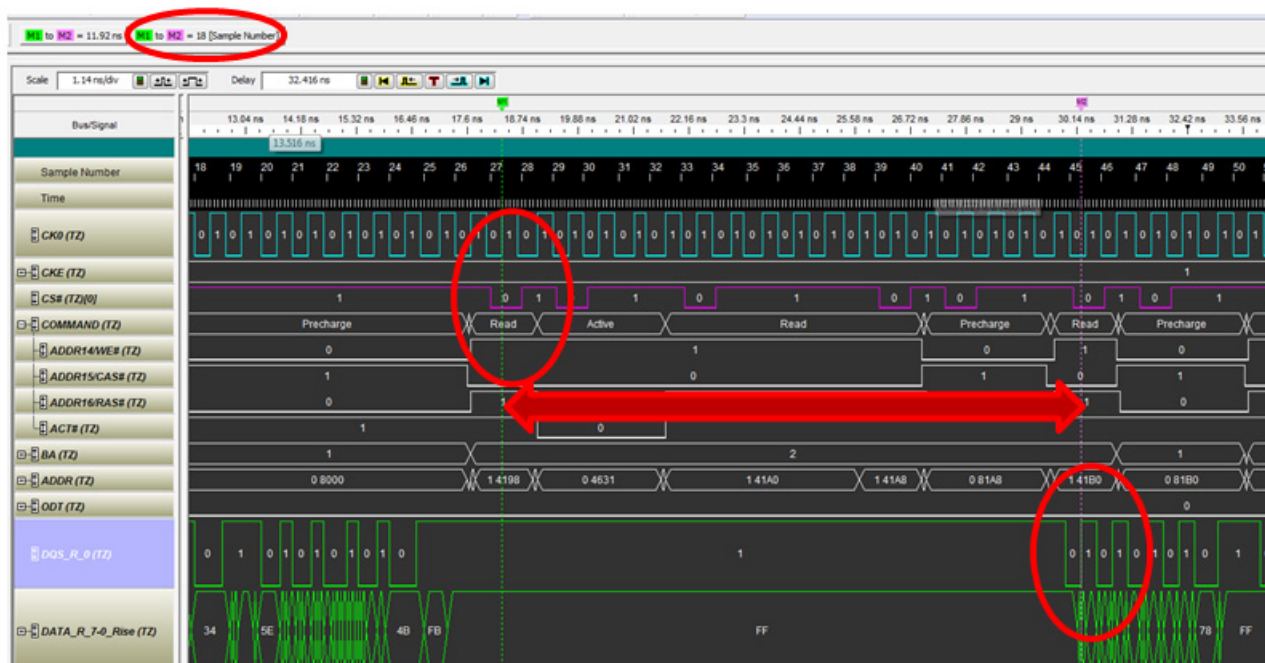 M1 to M2 = 11.92 ns M1 to M2 = 18 [Sample Number]
Scale 1.14 ns/div Delay 32.416 ns T
M1 M2
Bus/Signal 13.04 ns 14.18 ns 15.32 ns 16.46 ns 17.6 ns 18.74 ns 19.88 ns 21.02 ns 22.16 ns 23.3 ns 24.44 ns 25.58 ns 26.72 ns 27.86 ns 29 ns 30.14 ns 31.28 ns 32.42 ns 33.56 ns
13.516 ns
Sample Number 18 19 20 21 22 23 24 25 26 27 28 29 30 31 32 33 34 35 36 37 38 39 40 41 42 43 44 45 46 47 48 49 50
Time
CK0 (TZ) 0 1 0 1 0 1 0 1 0 1 0 1 0 1 0 1 0 1 0 1 0 1 0 1 0 1 0 1 0 1 0 1 0 1 0 1 0 1 0 1 0 1 0 1 0 1 0 1 0 1 0 1 0 1 0 1 0 1 0 1 0 1 0 1 0 1
CKE (TZ) 1
CS# (TZ)[0] 1 0 1 1 0 1 0 1 0 1 0 1 0 1
COMMAND (TZ) Precharge Read Active Read Precharge Read Precharge
ADDR14/WE# (TZ) 0 1 0 1 0
ADDR15/CAS# (TZ) 1 0 1 0 1
ADDR16/RAS# (TZ) 0 1 1 0
ACT# (TZ) 1 0
BA (TZ) 1 2 1
ADDR (TZ) 0 8000 1 4198 0 4631 1 41A0 1 41A8 0 81A8 1 41B0 0 81B0
ODT (TZ) 0
DQS_R_0 (TZ) 0 1 0 1 0 1 0 1 0 1 0 1 0 1 0 1 0 1 0 1 0 1
DATA_R_7-0_Rise (TZ) 34 5E 4B FB FF 78 FF